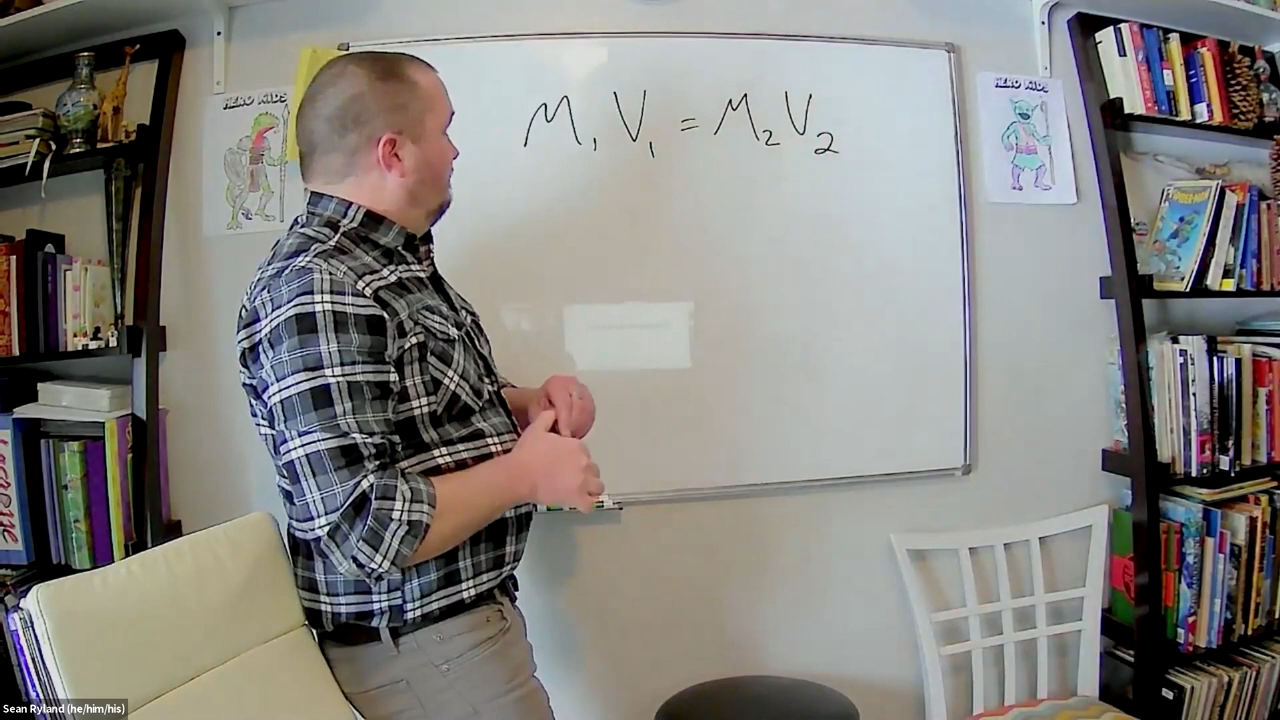 HERO KIDS
M₁V₁ = M₂V₂
HERO KIDS
Sean Ryland (he/him/his)